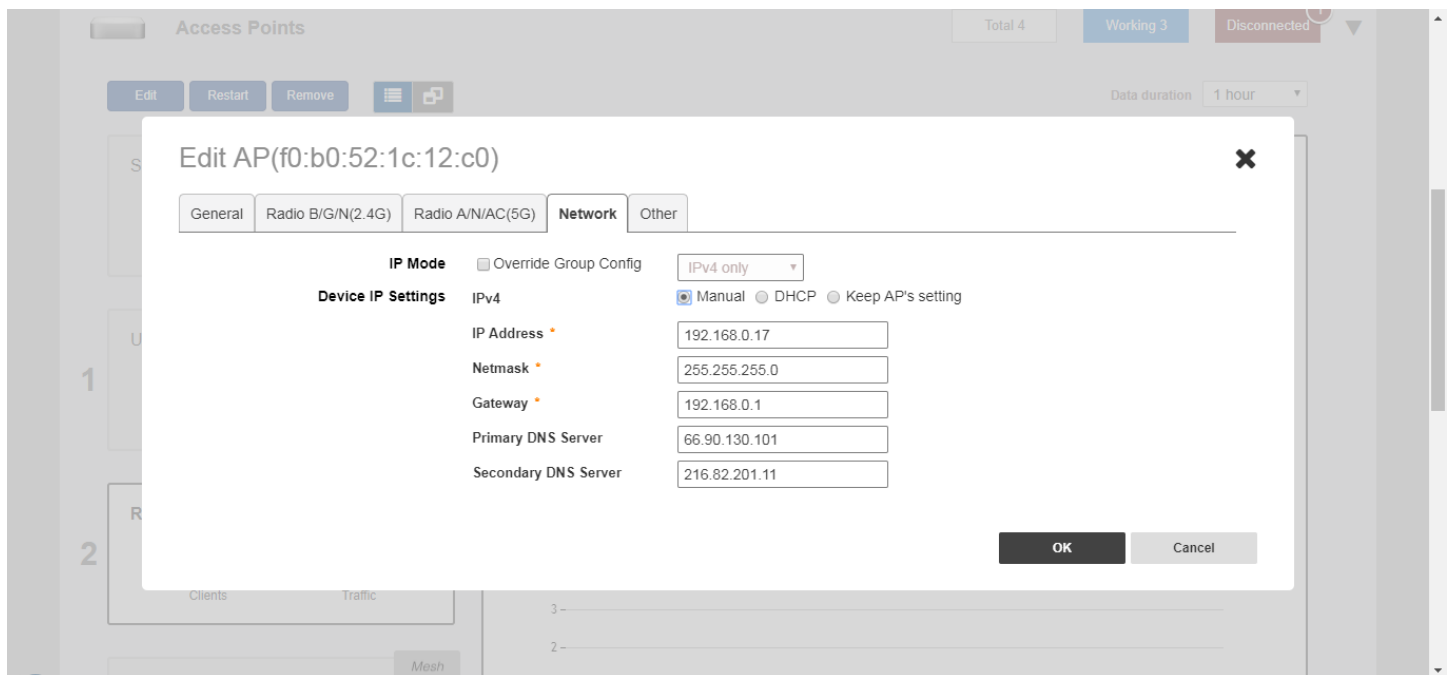 Access Points
Total 4
Working 3
Disconnected
1
Edit
Restart
Remove
Data duration
1 hour
S
Edit AP(f0:b0:52:1c:12:c0)
General
Radio B/G/N(2.4G)
Radio A/N/AC(5G)
Network
Other
IP Mode
Override Group Config
IPv4 only
Device IP Settings
IPv4
Manual
DHCP
Keep AP's setting
IP Address *
192.168.0.17
Netmask *
255.255.255.0
Gateway *
192.168.0.1
Primary DNS Server
66.90.130.101
Secondary DNS Server
216.82.201.11
OK
Cancel
U
1
R
2
Clients
Traffic
3
2
Mesh